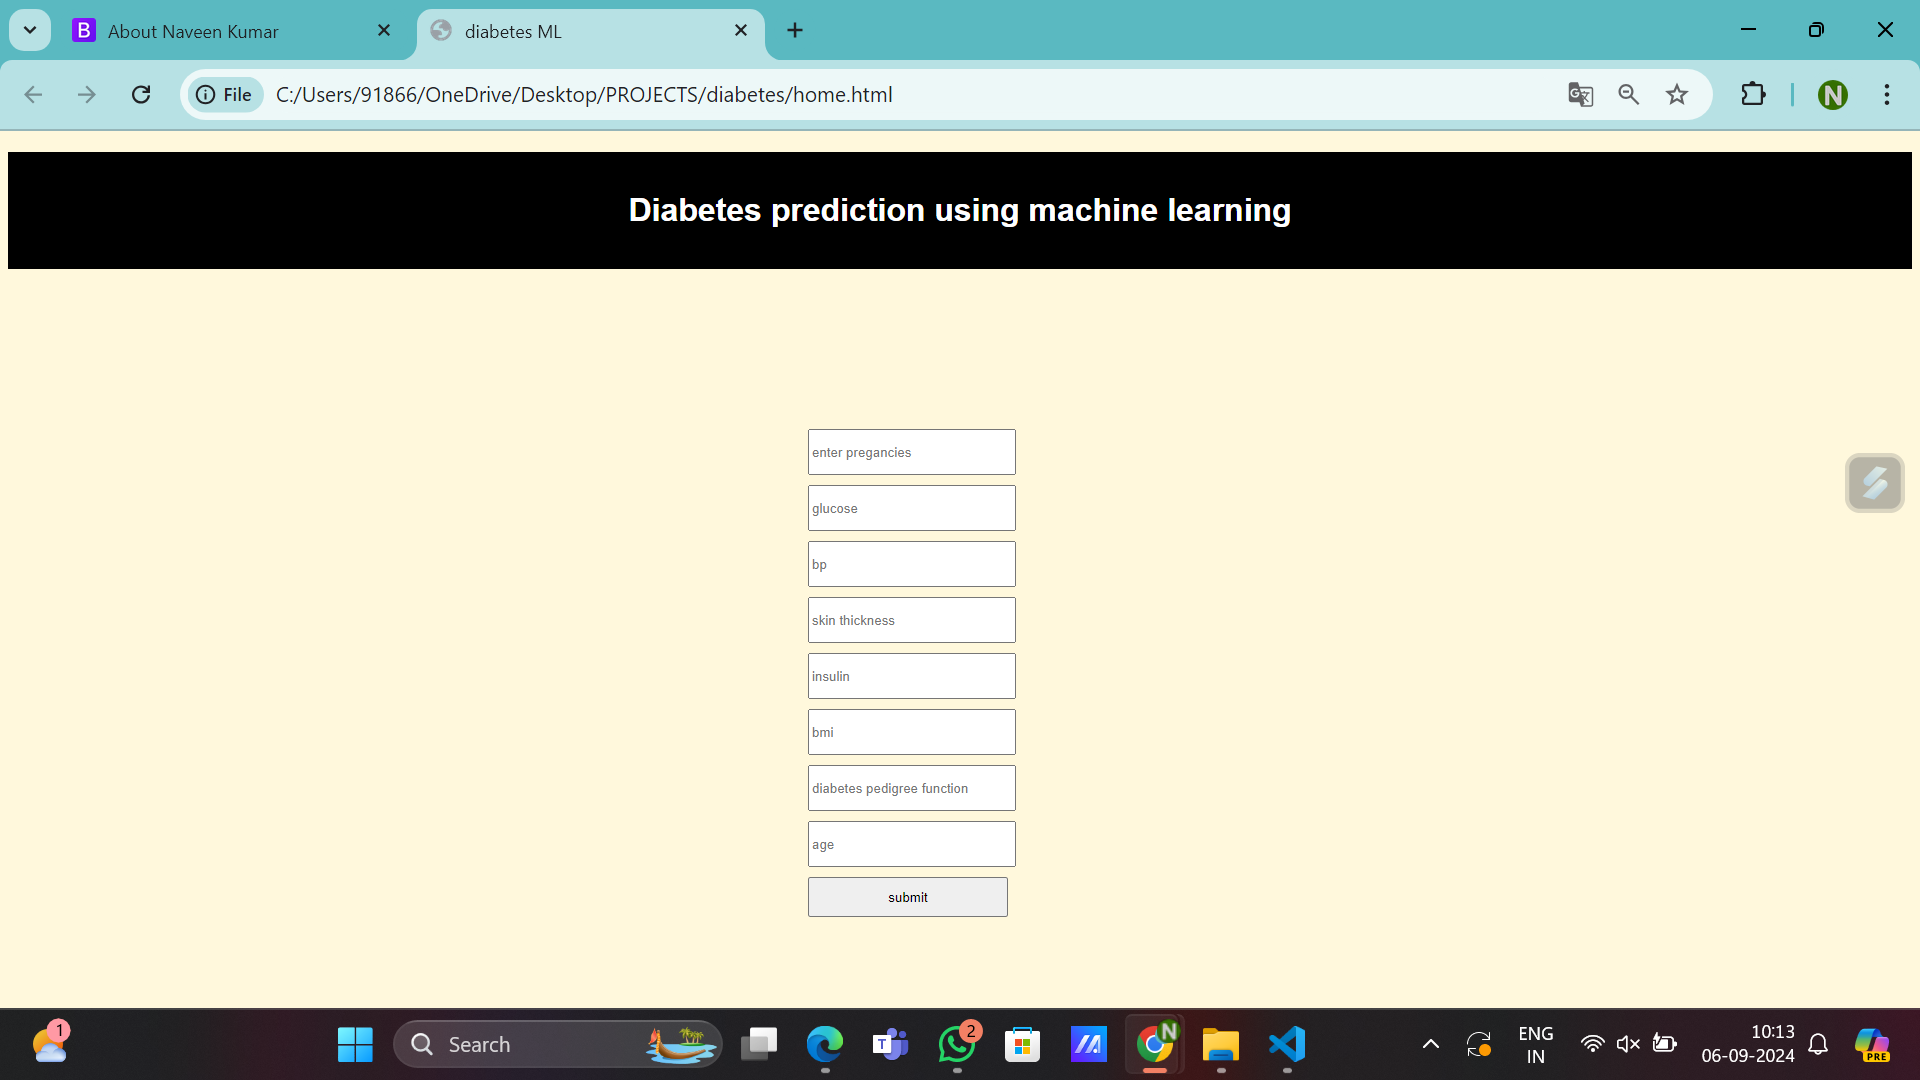 B About Naveen Kumar
diabetes ML
File C:/Users/91866/OneDrive/Desktop/PROJECTS/diabetes/home.html
N
Diabetes prediction using machine learning
enter pregancies
glucose
bp
skin thickness
insulin
bmi
diabetes pedigree function
age
submit
1
Search
T
2
N
ENG
IN
10:13
06-09-2024
PRE